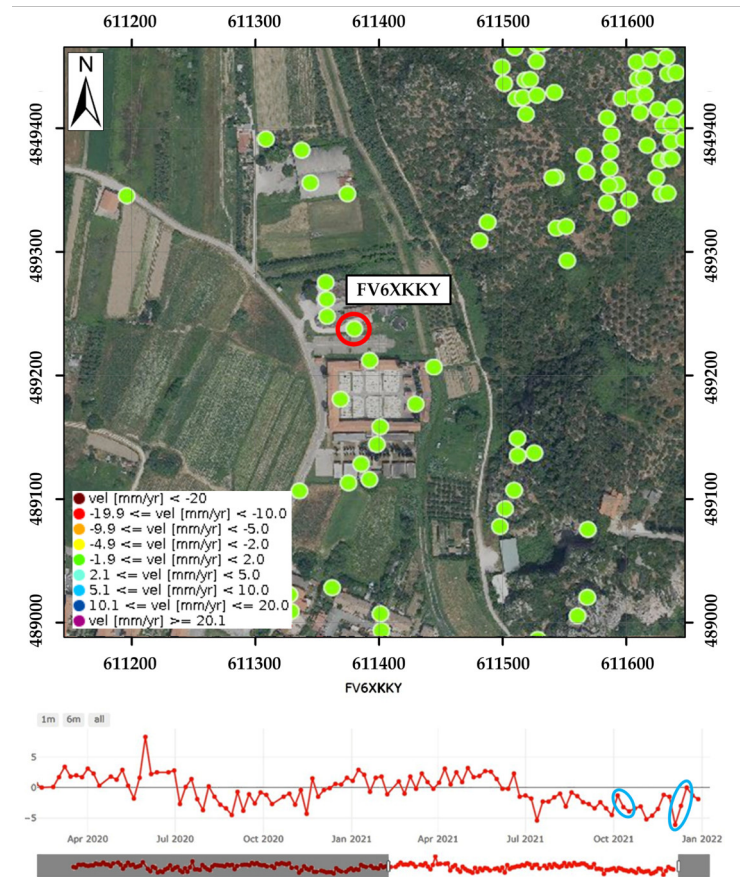 611200 611300 611400 611500 611600
N
4849400
489300
489200
489100
489000
4849400
489300
489200
489100
489000
FV6XKKY
vel [mm/yr] < -20
-19.9 <= vel [mm/yr] < -10.0
-9.9 <= vel [mm/yr] < -5.0
-4.9 <= vel [mm/yr] < -2.0
-1.9 <= vel [mm/yr] < 2.0
2.1 <= vel [mm/yr] < 5.0
5.1 <= vel [mm/yr] < 10.0
10.1 <= vel [mm/yr] <= 20.0
vel [mm/yr] >= 20.1
611200 611300 611400 611500 611600
FV6XKKY
1m 6m all
5
0
−5
Apr 2020 Jul 2020 Oct 2020 Jan 2021 Apr 2021 Jul 2021 Oct 2021 Jan 2022